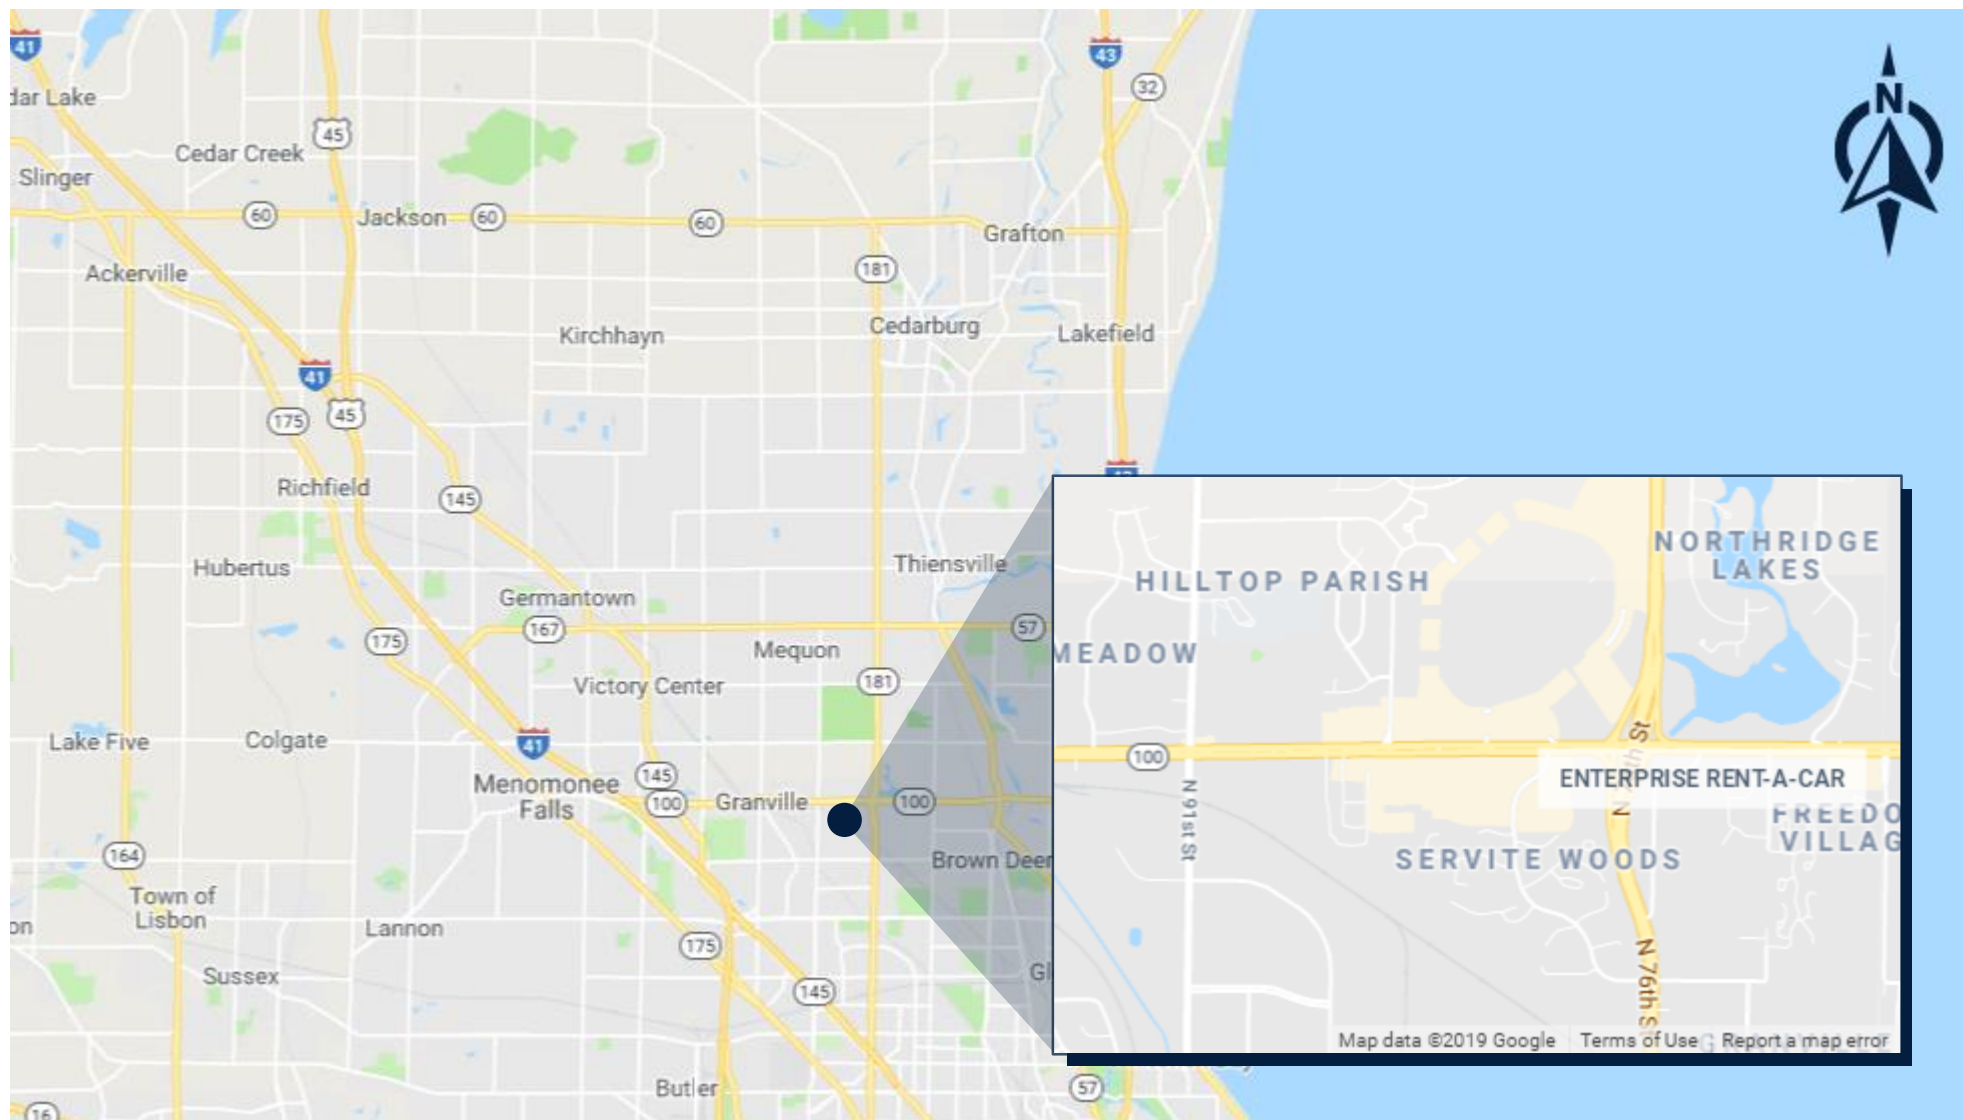 41
43
32
N
dar Lake
45
Cedar Creek
Slinger
60
Jackson
60
60
Grafton
181
Ackerville
Kirchhayn
Cedarburg
Lakefield
41
175
45
Richfield
145
NORTHRIDGE
LAKES
Thiensville
Hubertus
HILLTOP PARISH
Germantown
167
57
175
Mequon
MEADOW
181
Victory Center
Lake Five
Colgate
41
100
N 76th St
Menomonee
Falls
145
100
Granville
100
ENTERPRISE RENT-A-CAR
N 91st St
FREEDO
VILLAG
164
Brown Deer
SERVITE WOODS
Town of
Lisbon
on
Lannon
175
Sussex
Gl
145
N 76th S
Map data ©2019 Google
Terms of Use
Report a map error
GRANVILLE
Butler
57
16